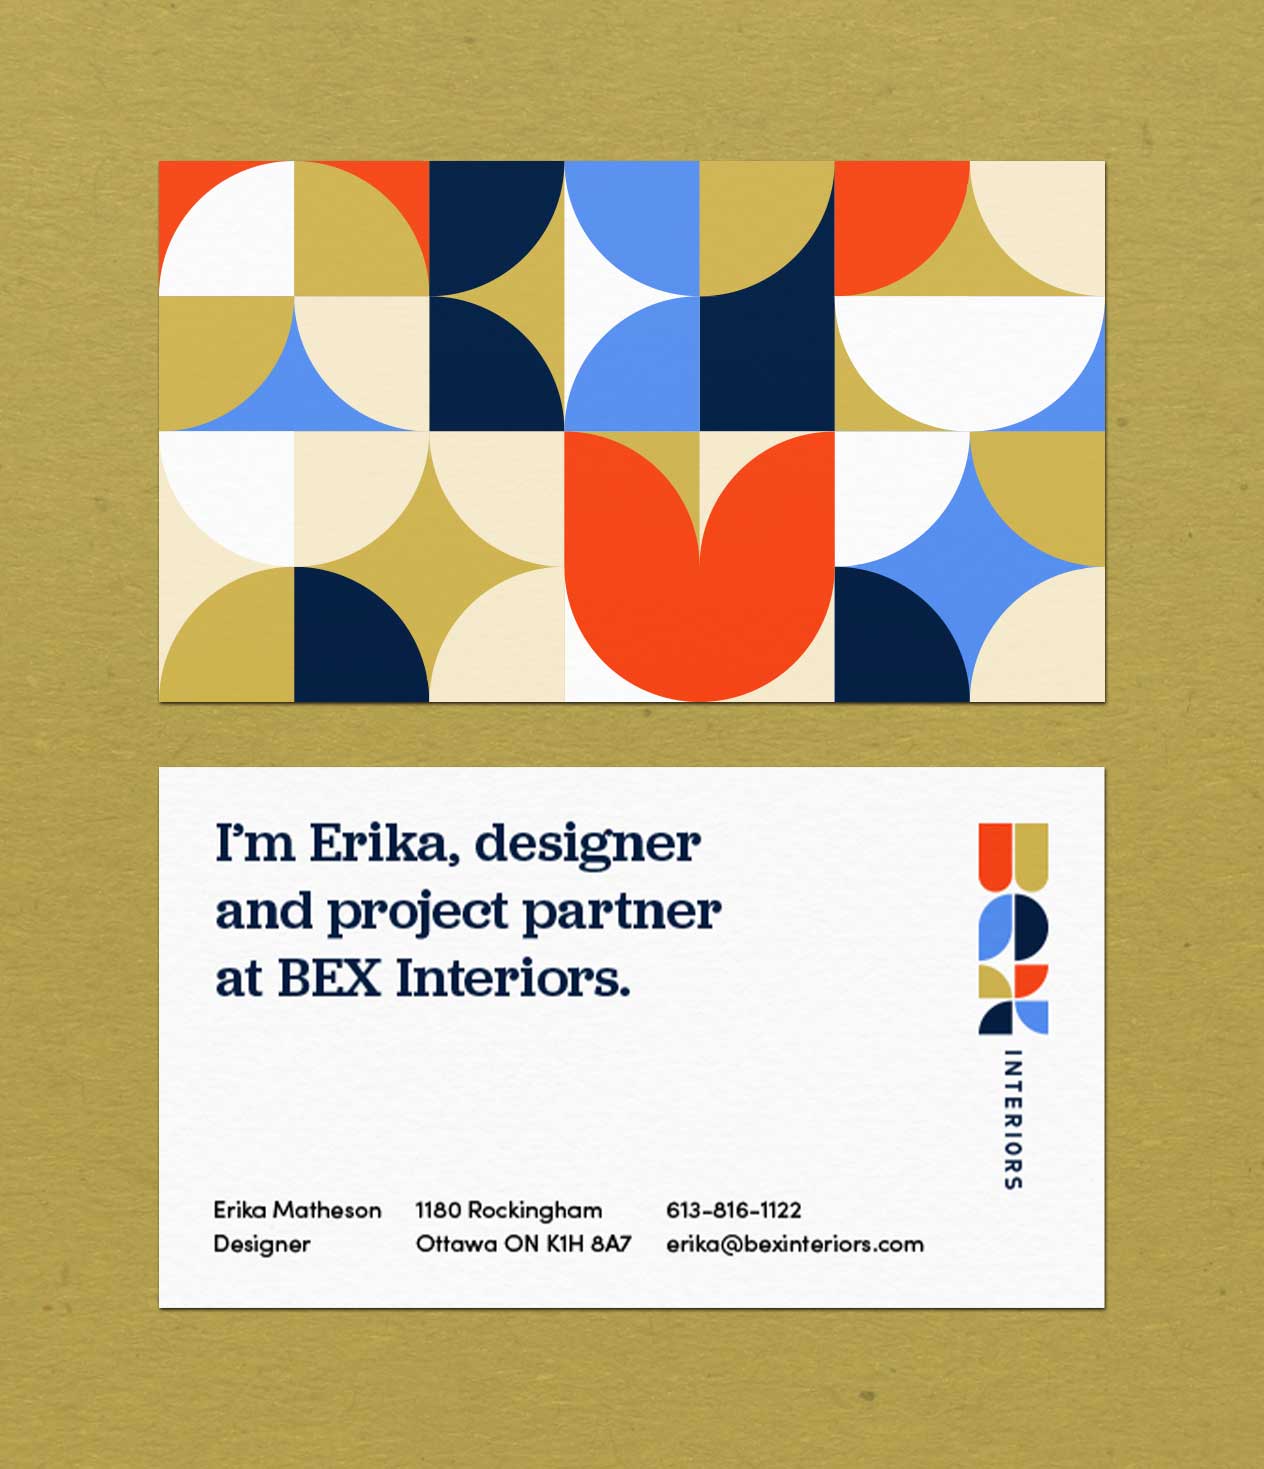 I'm Erika, designer
and project partner
at BEX Interiors.
INTERIORS
Erika Matheson
Designer
1180 Rockingham
Ottawa ON K1H 8A7
613-816-1122
erika@bexinteriors.com